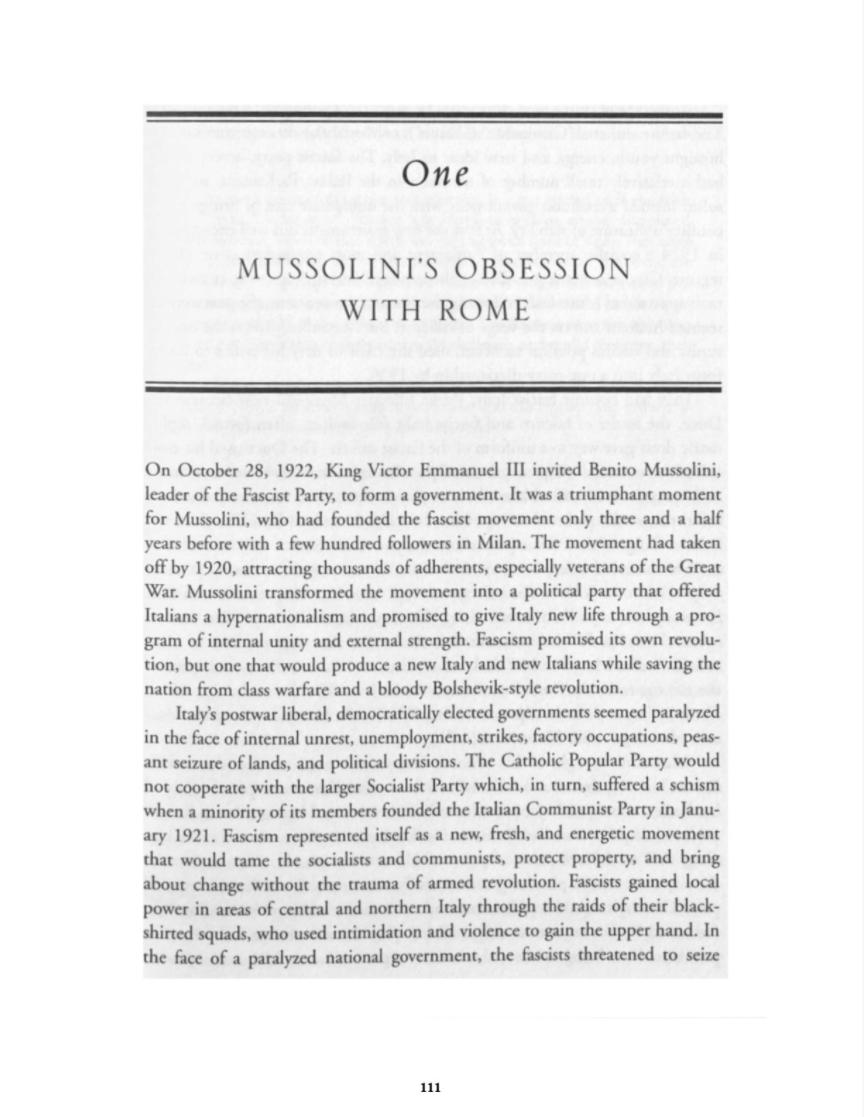 One
MUSSOLINI'S OBSESSION
WITH ROME
On October 28, 1922, King Victor Emmanuel III invited Benito Mussolini,
leader of the Fascist Party, to form a government. It was a triumphant moment
for Mussolini, who had founded the fascist movement only three and a half
years before with a few hundred followers in Milan. The movement had taken
off by 1920, attracting thousands of adherents, especially veterans of the Great
War. Mussolini transformed the movement into a political party that offered
Italians a hypernationalism and promised to give Italy new life through a pro-
gram of internal unity and external strength. Fascism promised its own revolu-
tion, but one that would produce a new Italy and new Italians while saving the
nation from class warfare and a bloody Bolshevik-style revolution.
Italy's postwar liberal, democratically elected governments seemed paralyzed
in the face of internal unrest, unemployment, strikes, factory occupations, peas-
ant seizure of lands, and political divisions. The Catholic Popular Party would
not cooperate with the larger Socialist Party which, in turn, suffered a schism
when a minority of its members founded the Italian Communist Party in Janu-
ary 1921. Fascism represented itself as a new, fresh, and energetic movement
that would tame the socialists and communists, protect property, and bring
about change without the trauma of armed revolution. Fascists gained local
power in areas of central and northern Italy through the raids of their black-
shirted squads, who used intimidation and violence to gain the upper hand. In
the face of a paralyzed national government, the fascists threatened to seize
111